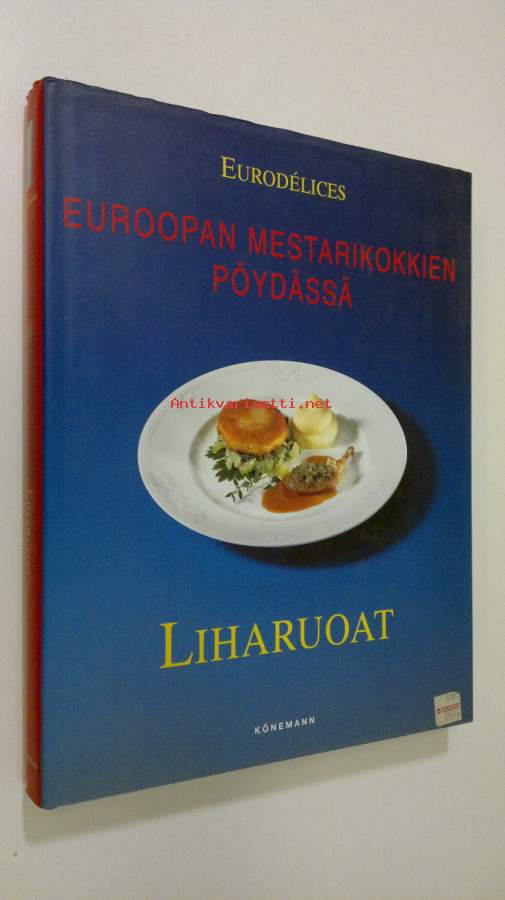 EURODÉLICES
EUROOPAN MESTARIKOKKIEN
PÖYDÄSSÄ
Antikvariaatti.net
LIHARUOAT
KÖNEMANN